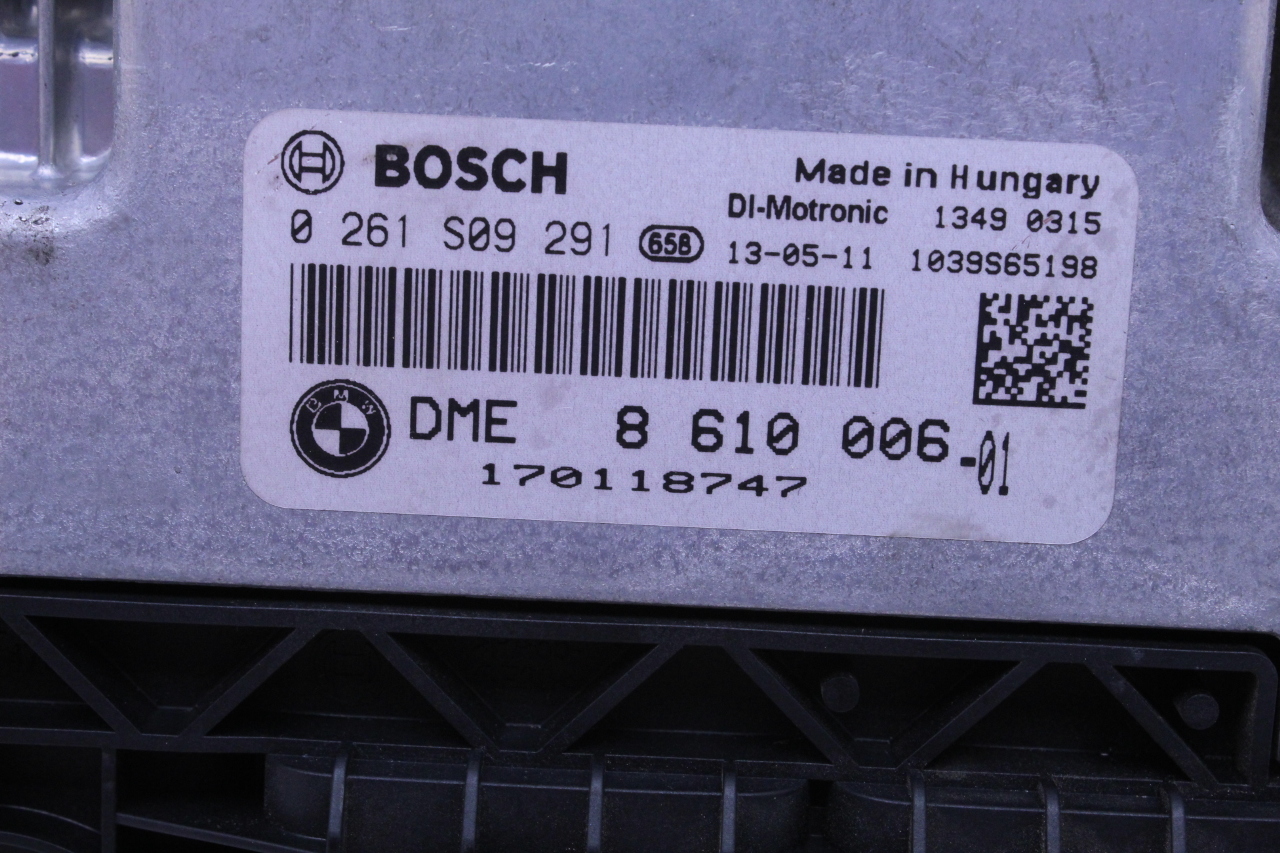 BOSCH
Made in Hungary
DI-Motronic 1349 0315
0 261 S09 291 658 13-05-11 1039S65198
BMW DME 8 610 006-01
170118747